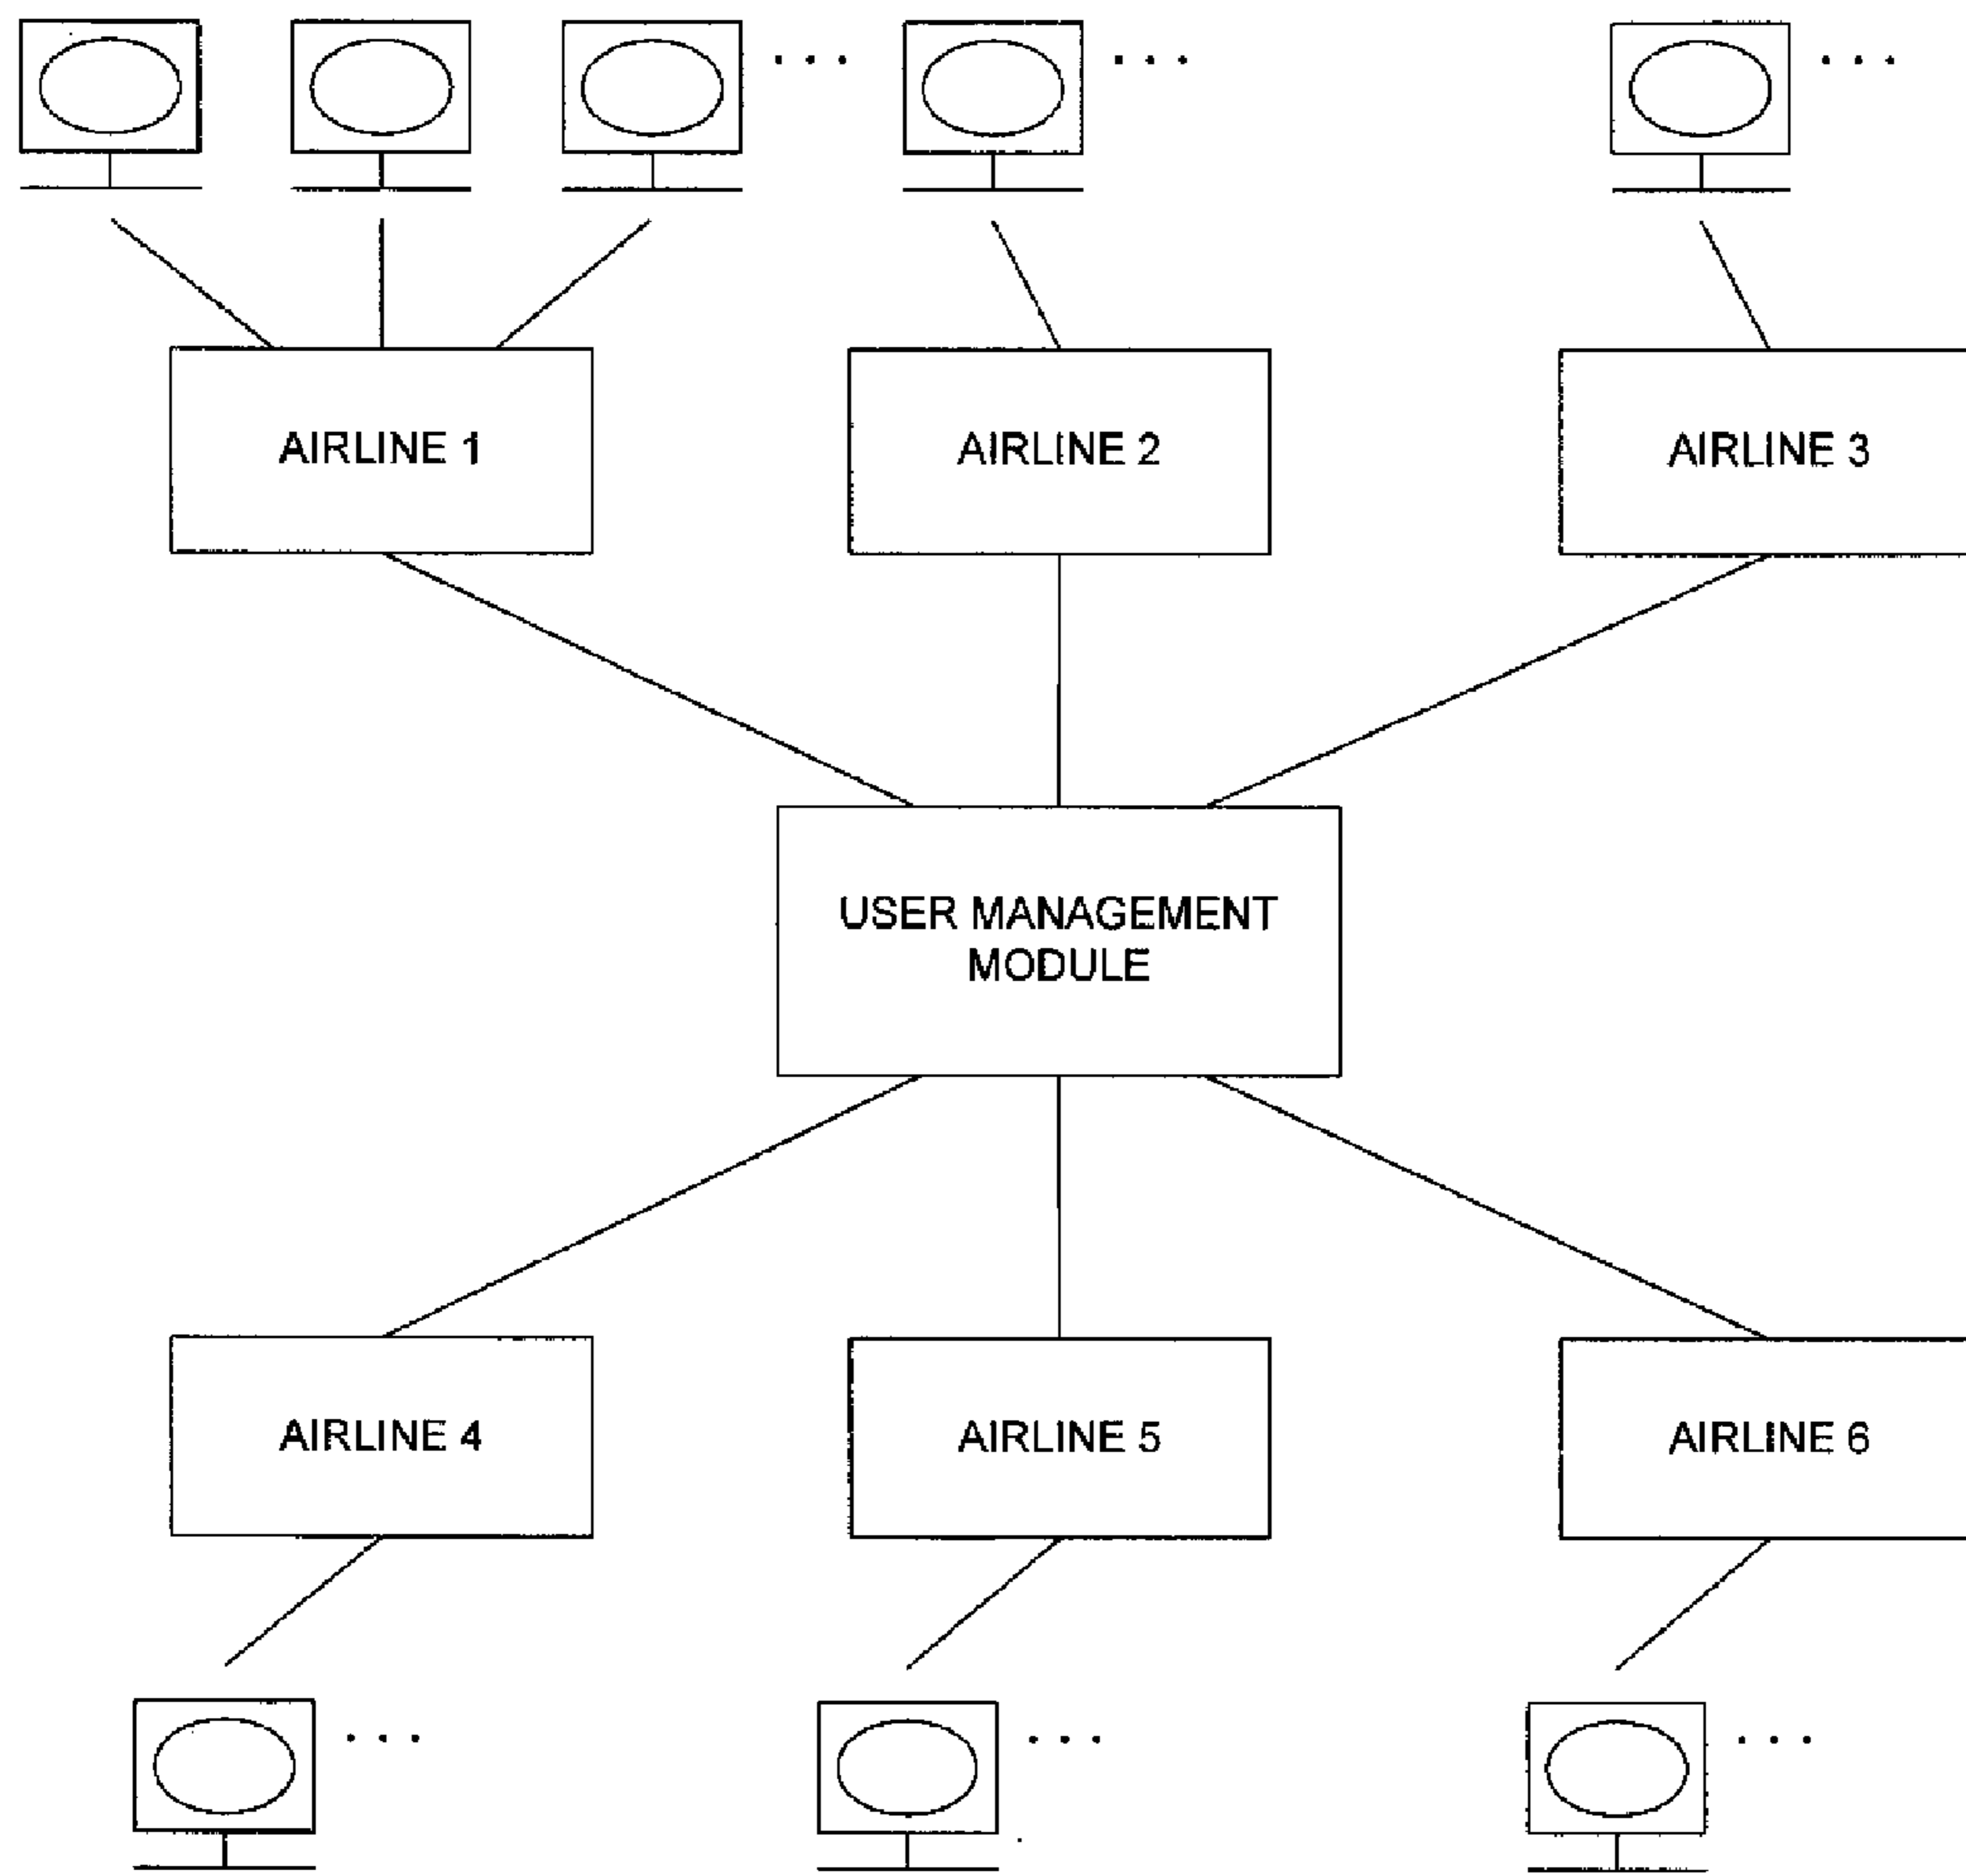 AIRLINE 1
AIRLINE 2
AIRLINE 3
USER MANAGEMENT
MODULE
AIRLINE 4
AIRLINE 5
AIRLINE 6